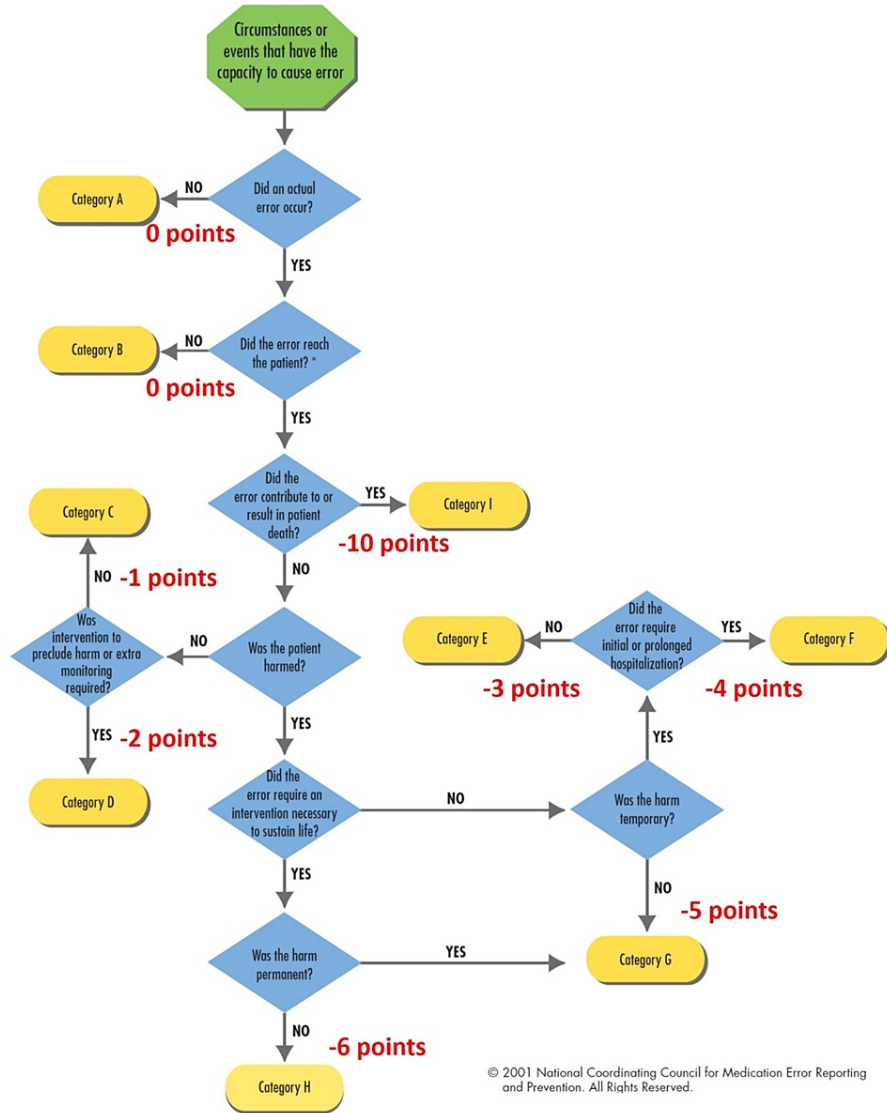 Circumstances or
events that have the
capacity to cause error
Did an actual
error occur?
NO
Category A
0 points
YES
Did the error reach
the patient? *
NO
Category B
0 points
YES
Did the
error contribute to or
result in patient
death?
YES
Category I
-10 points
NO
Was the patient
harmed?
NO
Was
intervention to
preclude harm or extra
monitoring
required?
NO
-1 points
Category C
YES
-2 points
Category D
YES
Did the
error require an
intervention necessary
to sustain life?
NO
Was the harm
temporary?
YES
Did the
error require
initial or prolonged
hospitalization?
NO
Category E
-3 points
YES
Category F
-4 points
NO
-5 points
Category G
YES
Was the harm
permanent?
YES
NO
-6 points
Category H
© 2001 National Coordinating Council for Medication Error Reporting
and Prevention. All Rights Reserved.